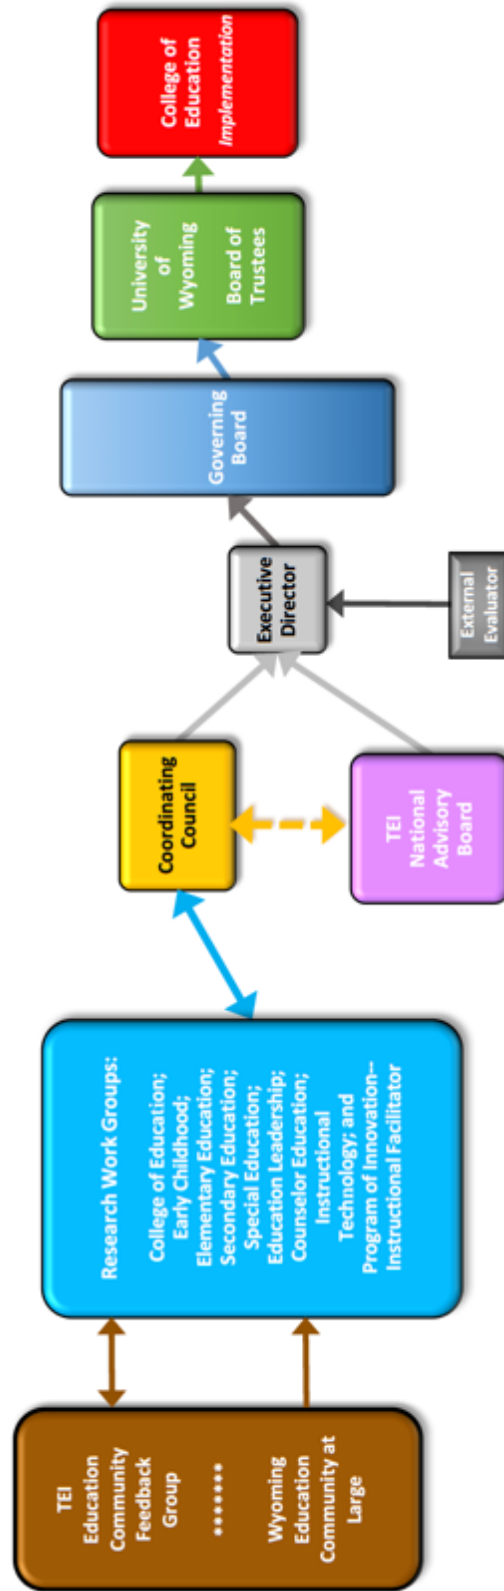 TEI
Education
Community
Feedback
Group
*******
Wyoming
Education
Community at
Large
Research Work Groups:
College of Education;
Early Childhood;
Elementary Education;
Secondary Education;
Special Education;
Education Leadership;
Counselor Education;
Instructional
Technology; and
Program of Innovation--
Instructional Facilitator
Coordinating
Council
TEI
National
Advisory
Board
Executive
Director
External
Evaluator
Governing
Board
University
of
Wyoming
Board of
Trustees
College of
Education
Implementation